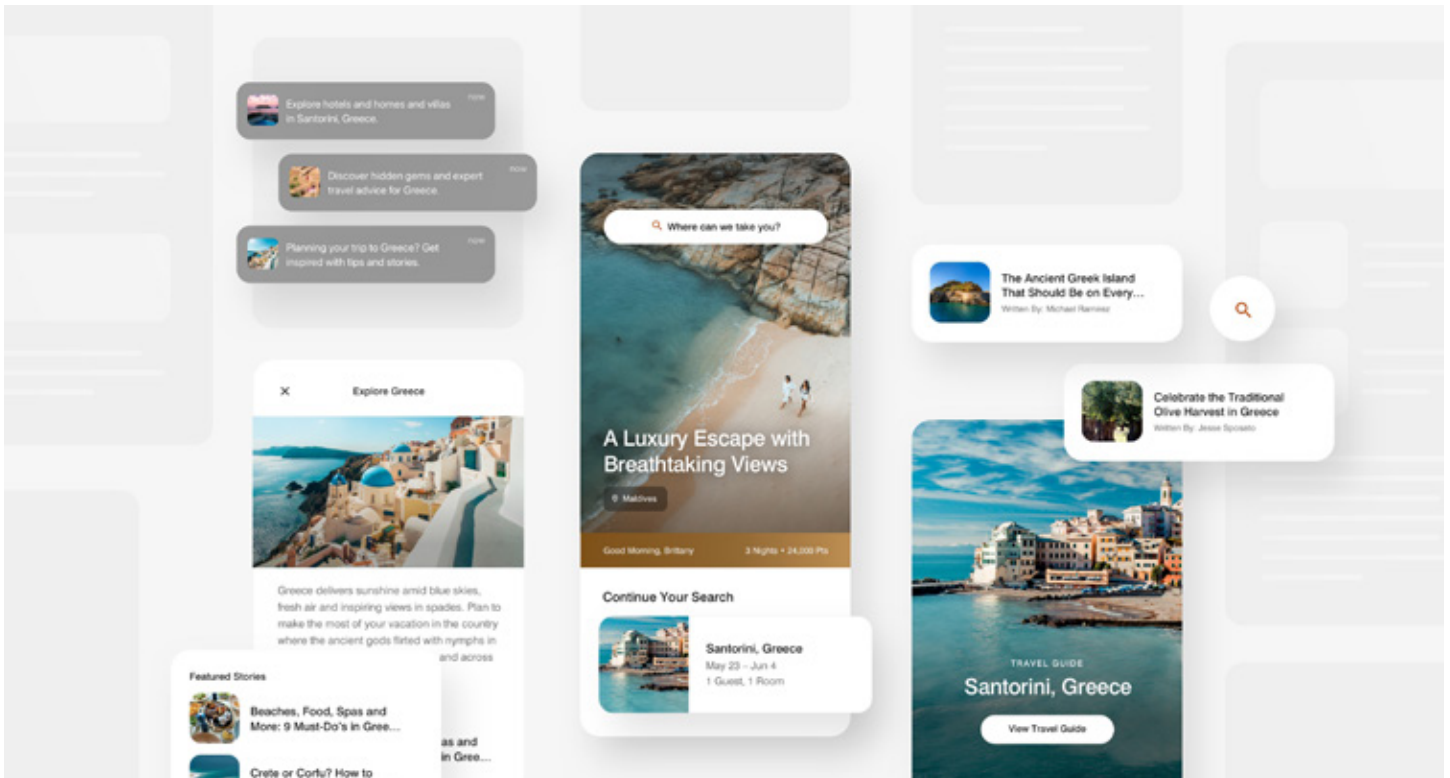 Explore hotels and homes and villas
in Santorini, Greece.
now
Discover hidden gems and expert
travel advice for Greece.
now
Planning your trip to Greece? Get
inspired with tips and stories.
now
Explore Greece
Greece delivers sunshine amid blue skies,
fresh air and inspiring views in spades. Plan to
make the most of your vacation in the country
where the ancient gods flirted with nymphs in
and across
Featured Stories
Beaches, Food, Spas and
More: 9 Must-Do's in Gree...
Crete or Corfu? How to
as and
in Gree...
Where can we take you?
A Luxury Escape with
Breathtaking Views
Maldives
Good Morning, Brittany
3 Nights • 24,000 Pts
Continue Your Search
Santorini, Greece
May 23 – Jun 4
1 Guest, 1 Room
The Ancient Greek Island
That Should Be on Every...
Written By: Michael Ramirez
Celebrate the Traditional
Olive Harvest in Greece
Written By: Jesse Sposato
TRAVEL GUIDE
Santorini, Greece
View Travel Guide